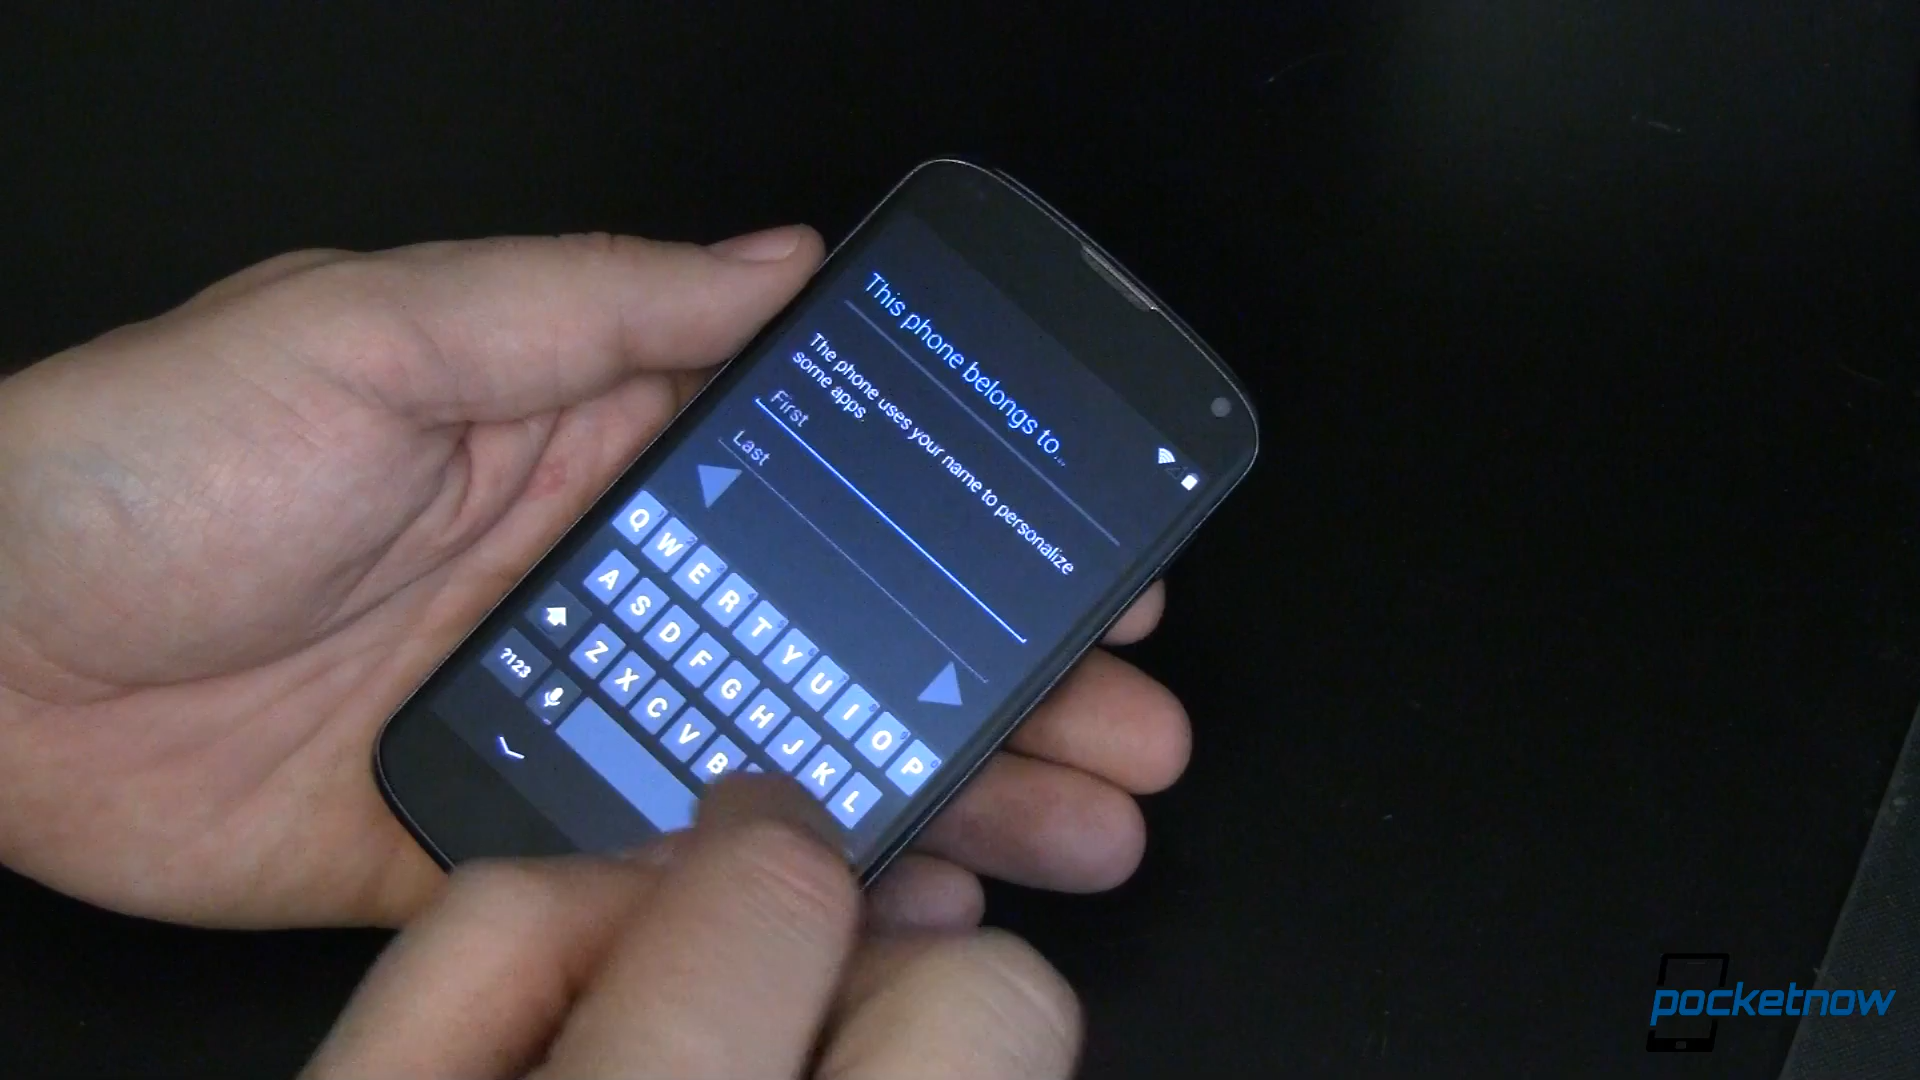 This phone belongs to...
The phone uses your name to personalize
some apps.
First
Last
Q W E R T Y U I O P
A S D F G H J K L
Z X C V B
?123
pocketnow